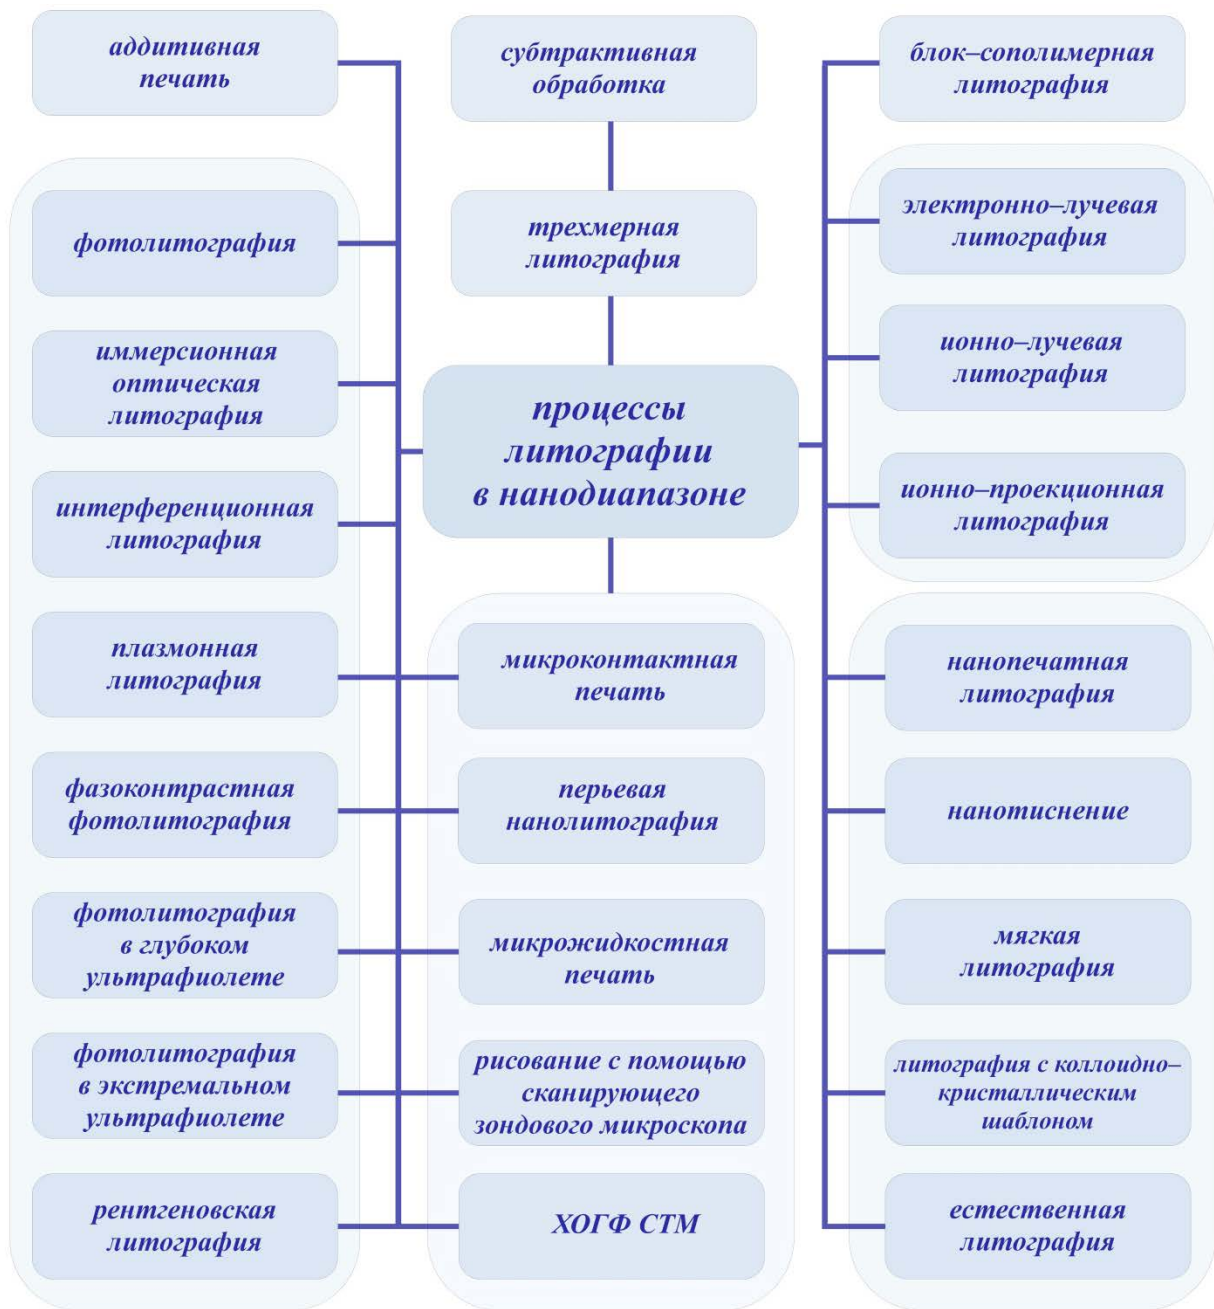 аддитивная
печать
фотолитография
иммерсионная
оптическая
литография
интерференционная
литография
плазмонная
литография
фазоконтрастная
фотолитография
фотолитография
в глубоком
ультрафиолете
фотолитография
в экстремальном
ультрафиолете
рентгеновская
литография
субтрактивная
обработка
трехмерная
литография
процессы
литографии
в нанодиапазоне
микроконтактная
печать
перьевая
нанолитография
микрожидкостная
печать
рисование с помощью
сканирующего
зондового микроскопа
ХОГФ СТМ
блок–сополимерная
литография
электронно–лучевая
литография
ионно–лучевая
литография
ионно–проекционная
литография
нанопечатная
литография
нанотиснение
мягкая
литография
литография с коллоидно–
кристаллическим
шаблоном
естественная
литография